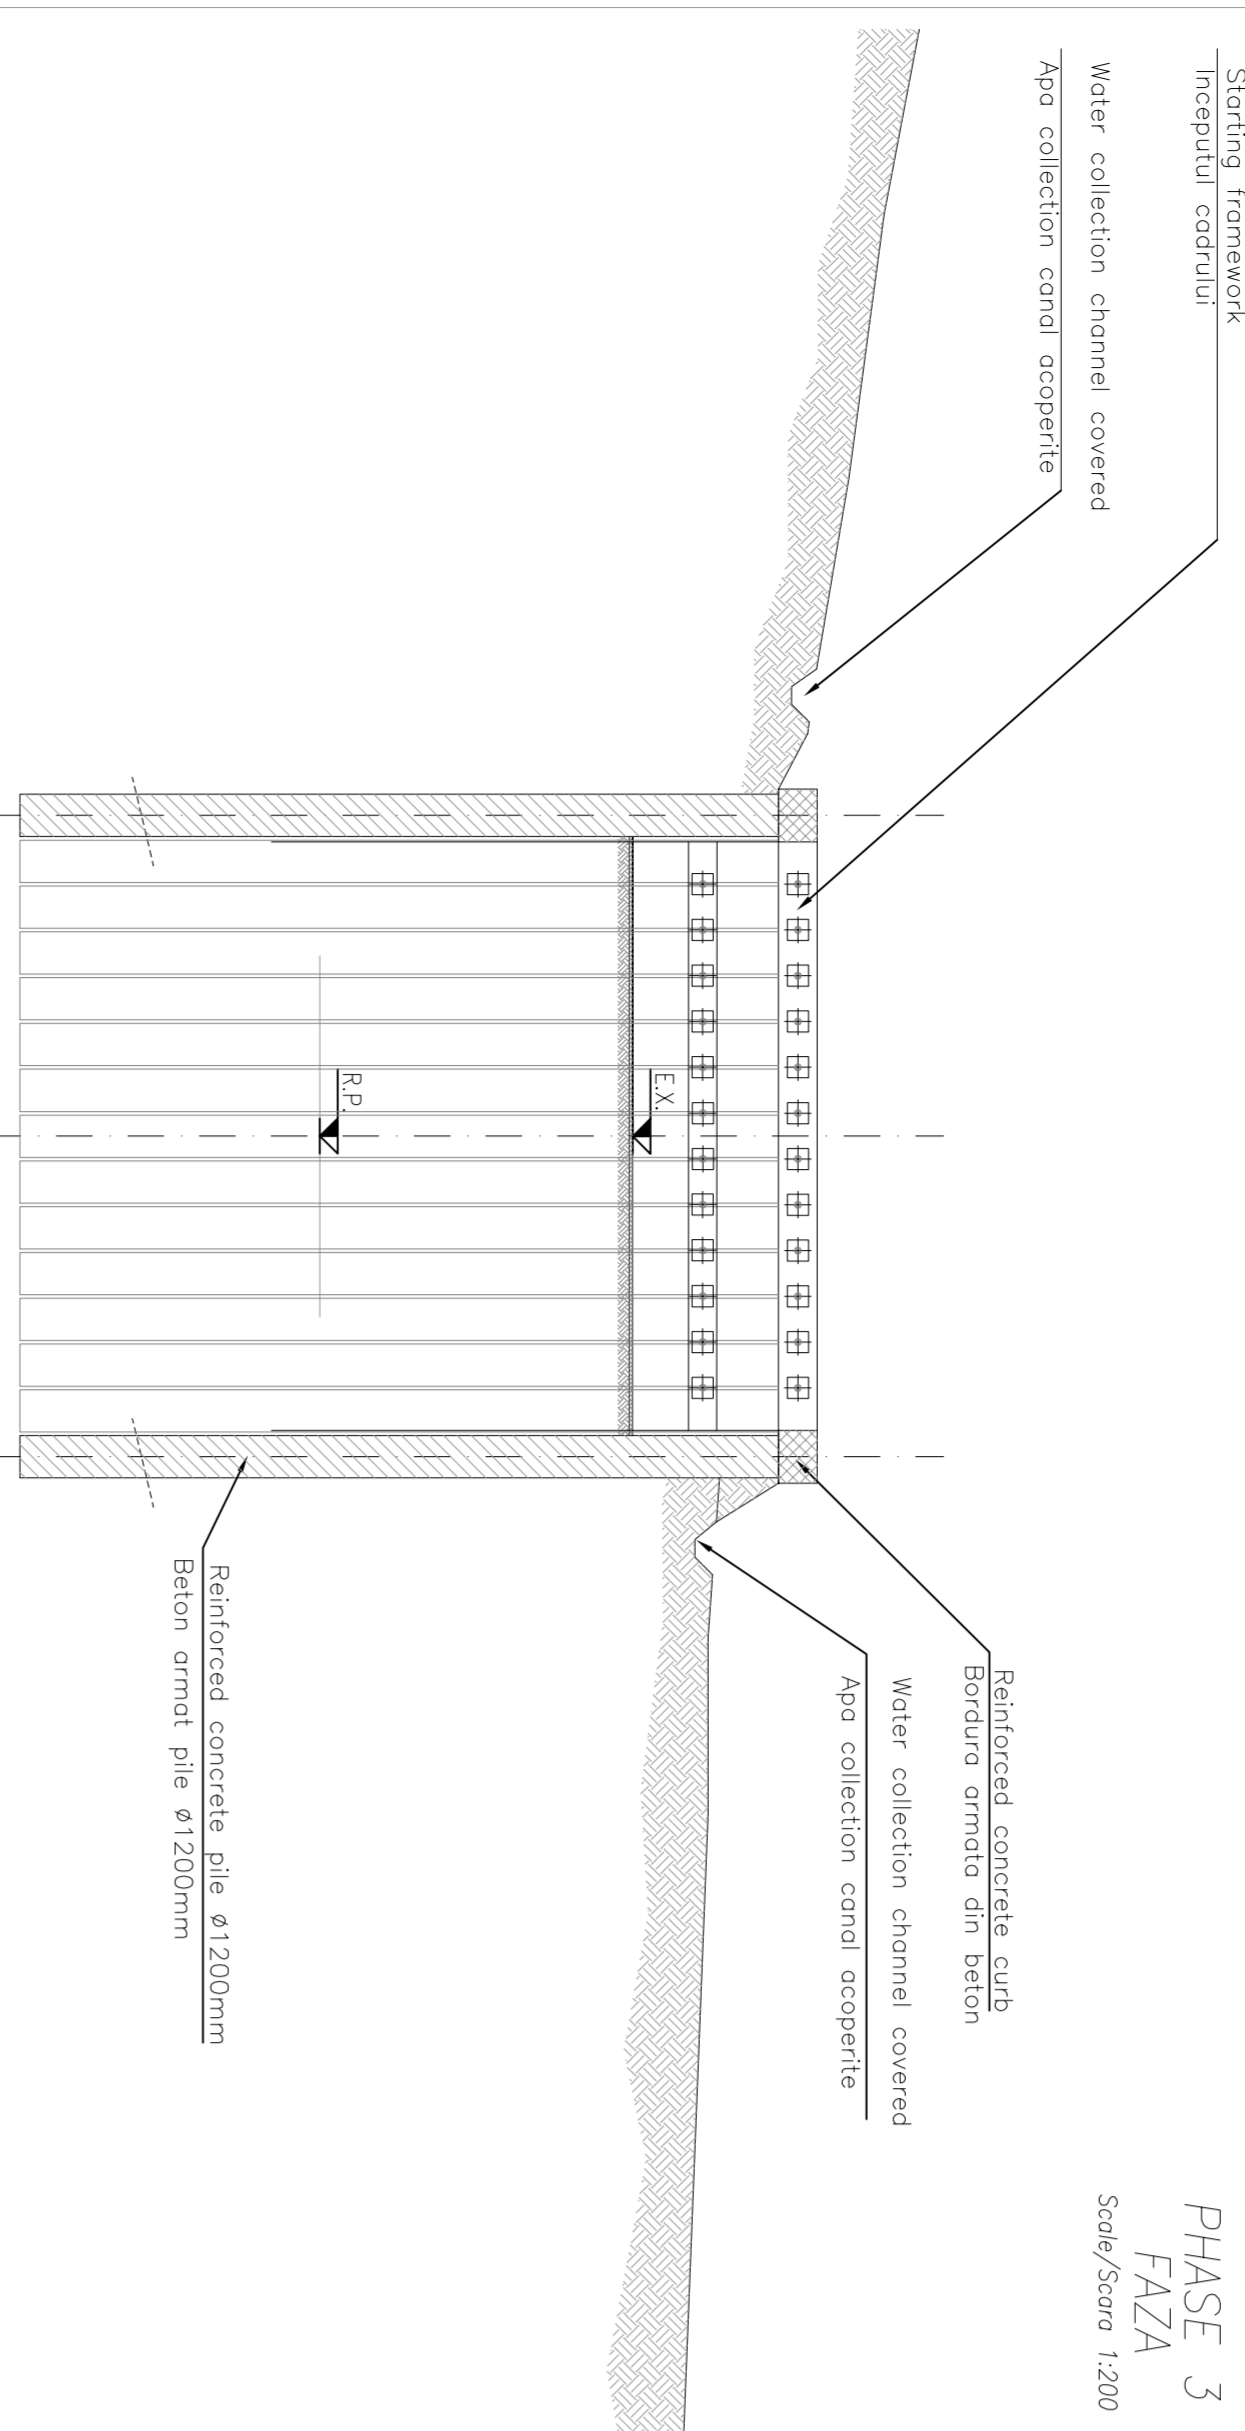 PHASE 3
FAZA
Scale/Scara 1:200
Starting framework
Inceputul cadrului
Water collection channel covered
Apa collection canal acoperite
Reinforced concrete curb
Bordura armata din beton
Water collection channel covered
Apa collection canal acoperite
E.X.
R.P.
Reinforced concrete pile Ø1200mm
Beton armat pile Ø1200mm